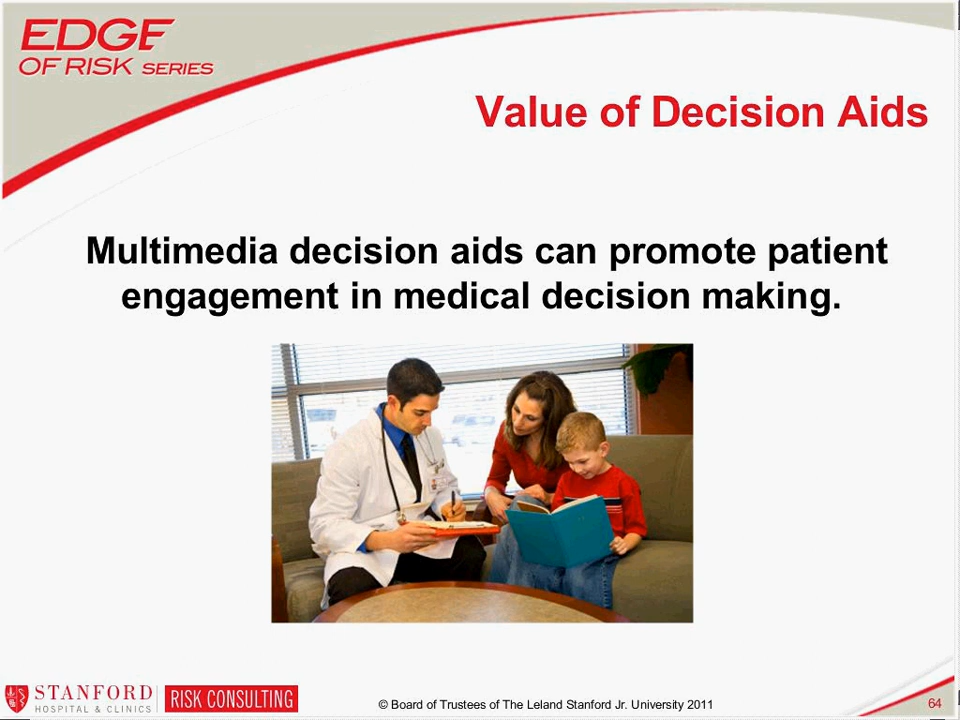 EDGE
OF RISK SERIES
Value of Decision Aids
Multimedia decision aids can promote patient
engagement in medical decision making.
STANFORD
HOSPITAL & CLINICS
RISK CONSULTING
© Board of Trustees of The Leland Stanford Jr. University 2011
64